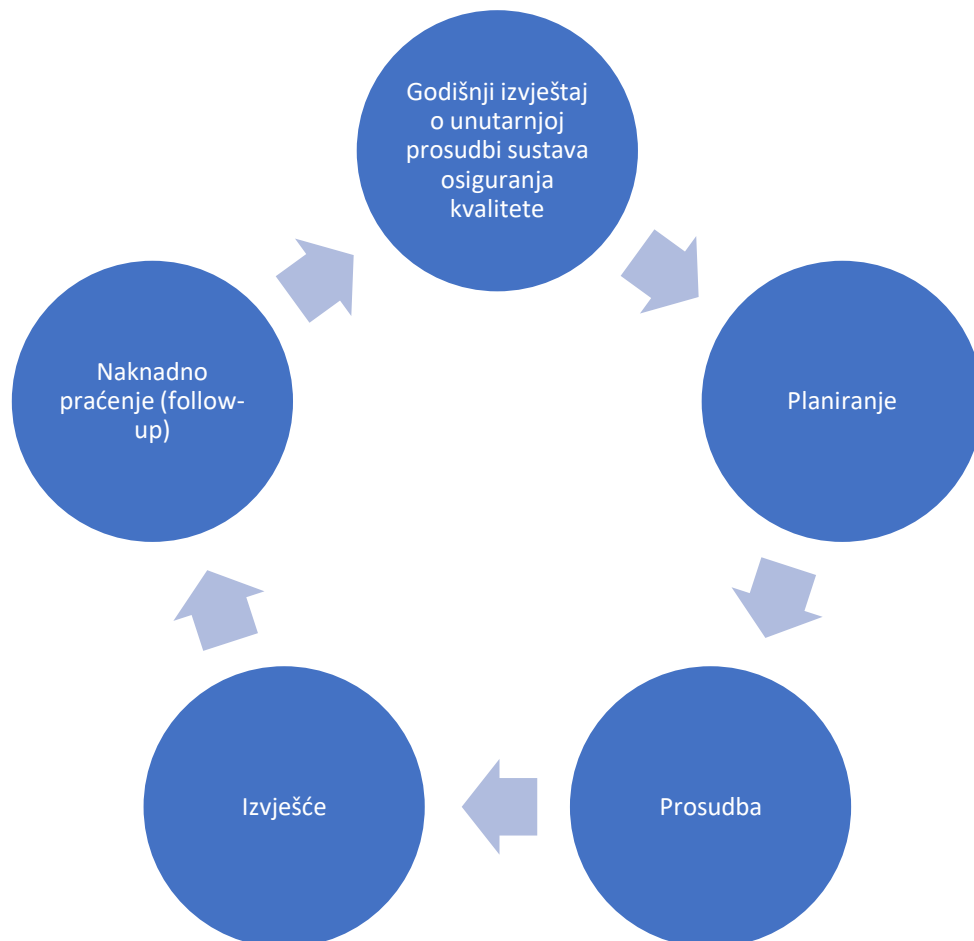 Godišnji izvještaj
o unutarnjoj
prosudbi sustava
osiguranja
kvalitete
Planiranje
Prosudba
Izvješće
Naknadno
praćenje (follow-
up)